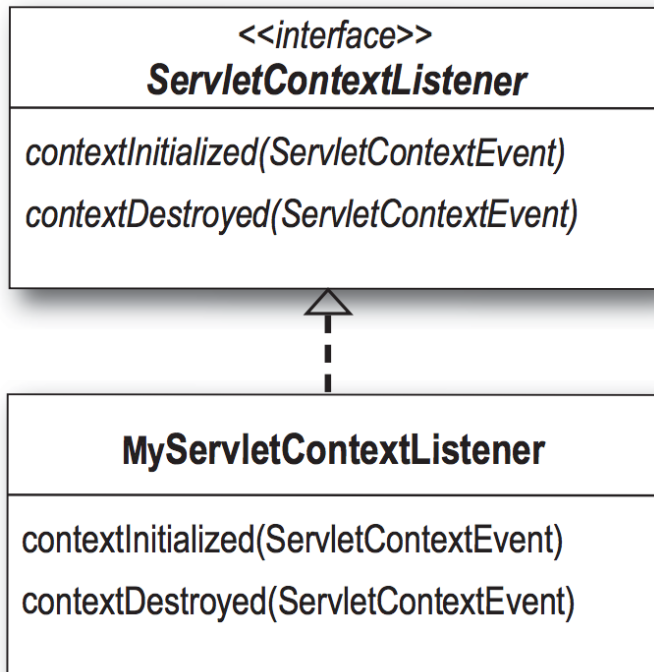 <<interface>>
ServletContextListener
contextInitialized(ServletContextEvent)
contextDestroyed(ServletContextEvent)
MyServletContextListener
contextInitialized(ServletContextEvent)
contextDestroyed(ServletContextEvent)